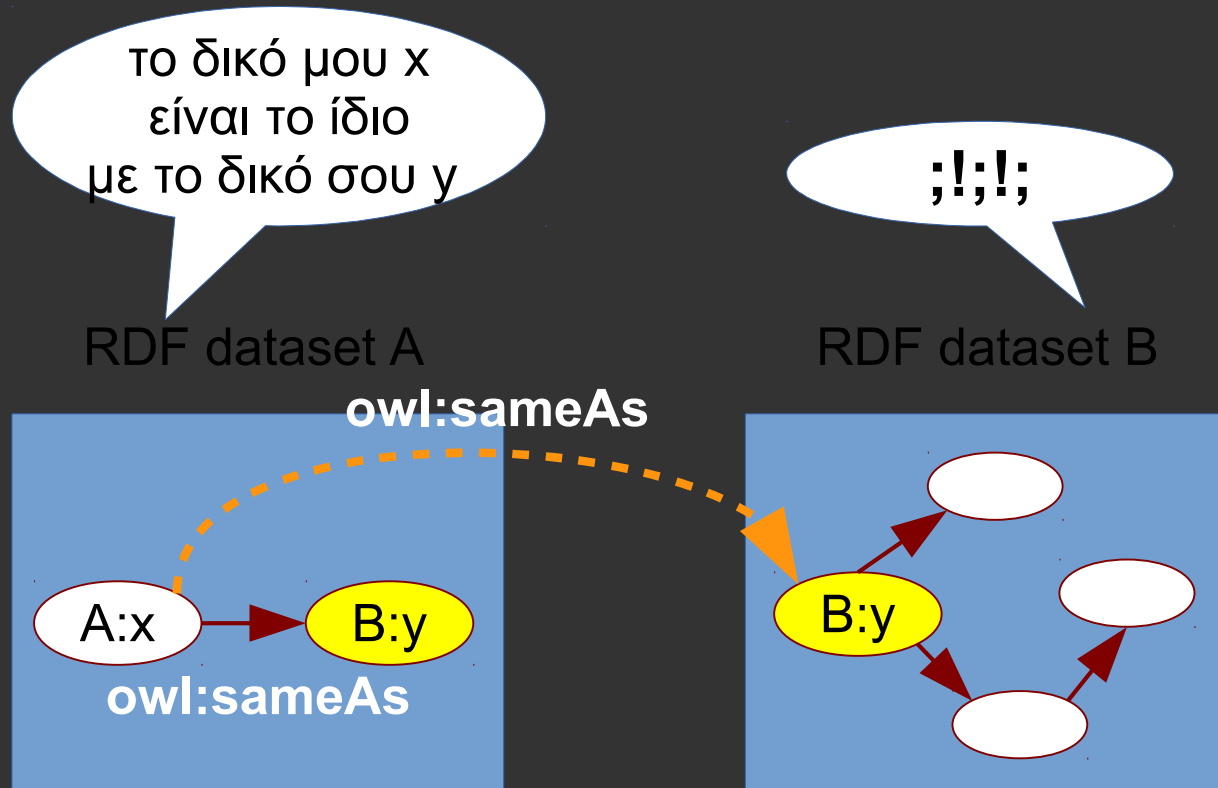 το δικό μου x
είναι το ίδιο
με το δικό σου y
;!;!;
RDF dataset A
RDF dataset B
owl:sameAs
A:x
B:y
B:y
owl:sameAs